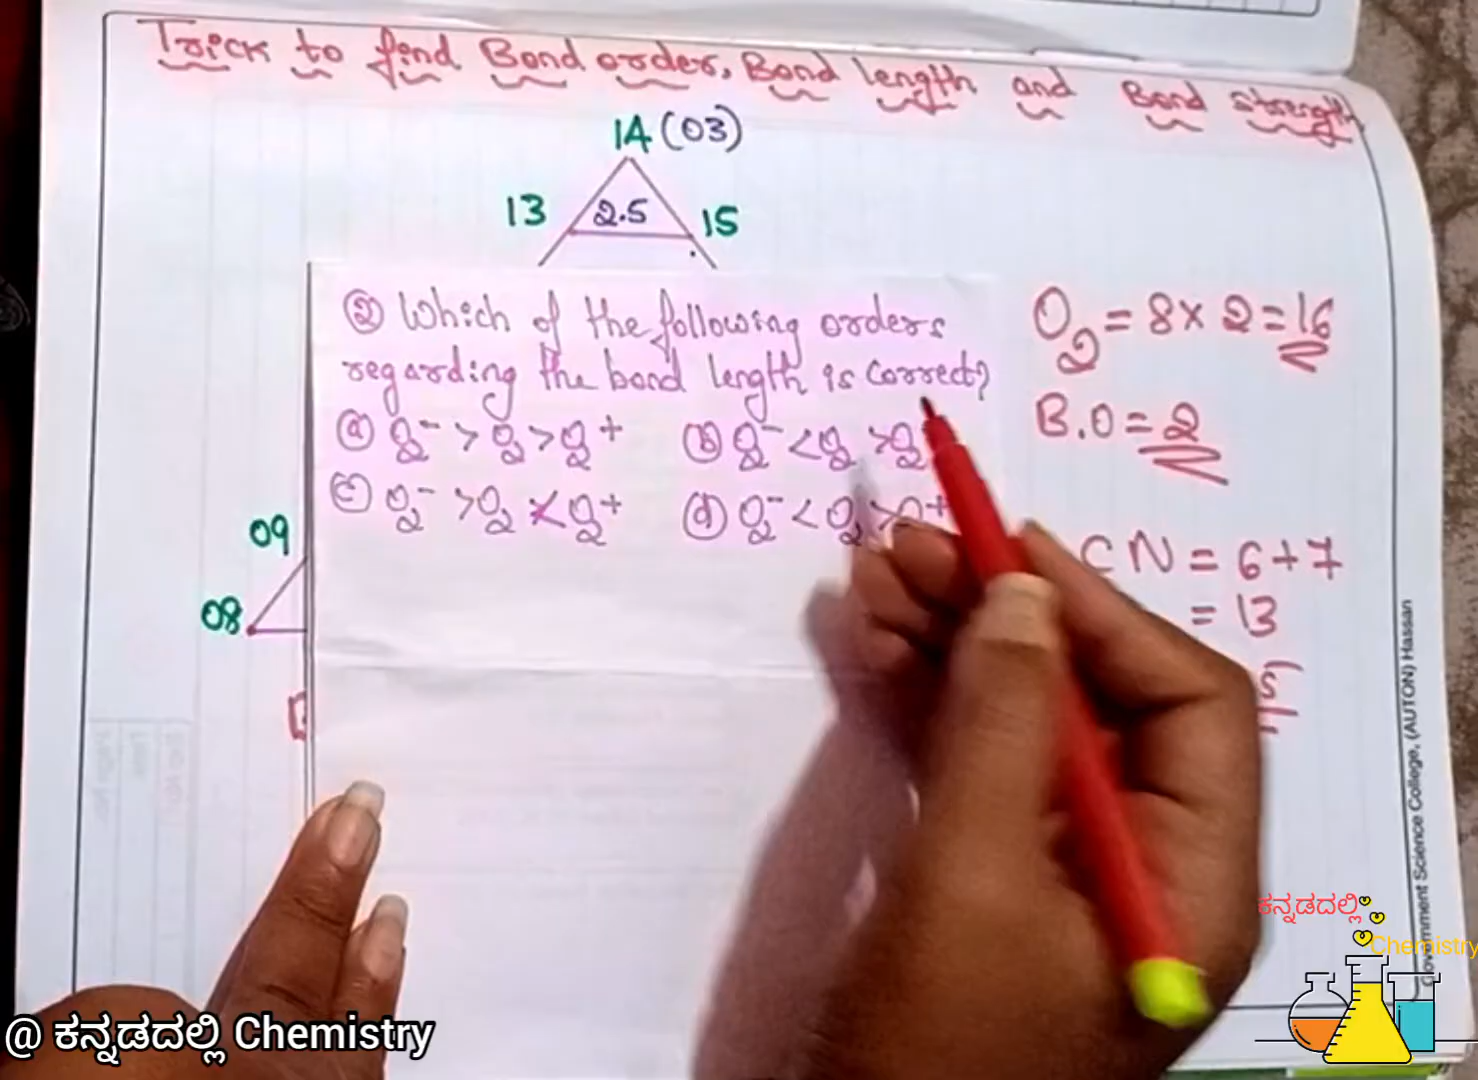 Trick to find Bond order, Bond length and Bond strength
14 (03)
13 2.5 15
② Which of the following orders
regarding the bond length is correct?
ⓐ O₂⁻ > O₂ > O₂⁺ ⓑ O₂⁻ < O₂ > O₂
ⓒ O₂⁻ > O₂ < O₂⁺ ⓓ O₂⁻ < O₂ > O₂⁺
09
08
O₂ = 8 × 2 = 16
B.O = 2
CN = 6 + 7
= 13
Government Science College, (AUTON) Hassan
ಕನ್ನಡದಲ್ಲಿ
Chemistry
@ ಕನ್ನಡದಲ್ಲಿ Chemistry